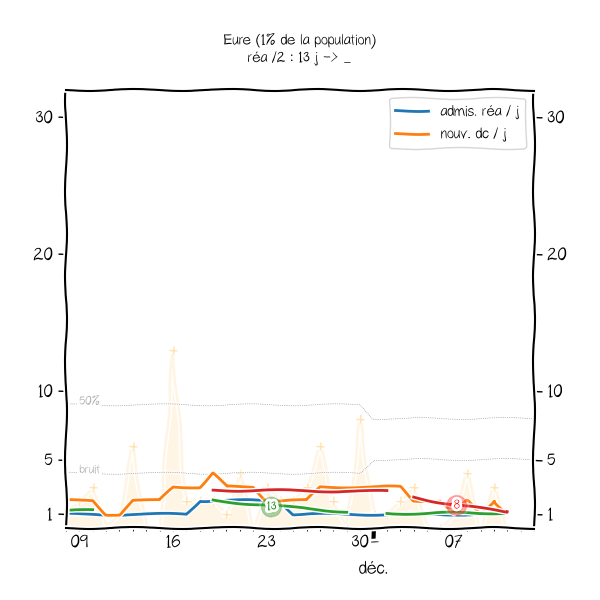 Eure (1% de la population)
réa /2 : 13 j -> _
admis. réa / j
nouv. dc / j
30 30
20 20
10 10
50%
5 5
bruit
13 8
1 1
09 16 23 30 07
déc.